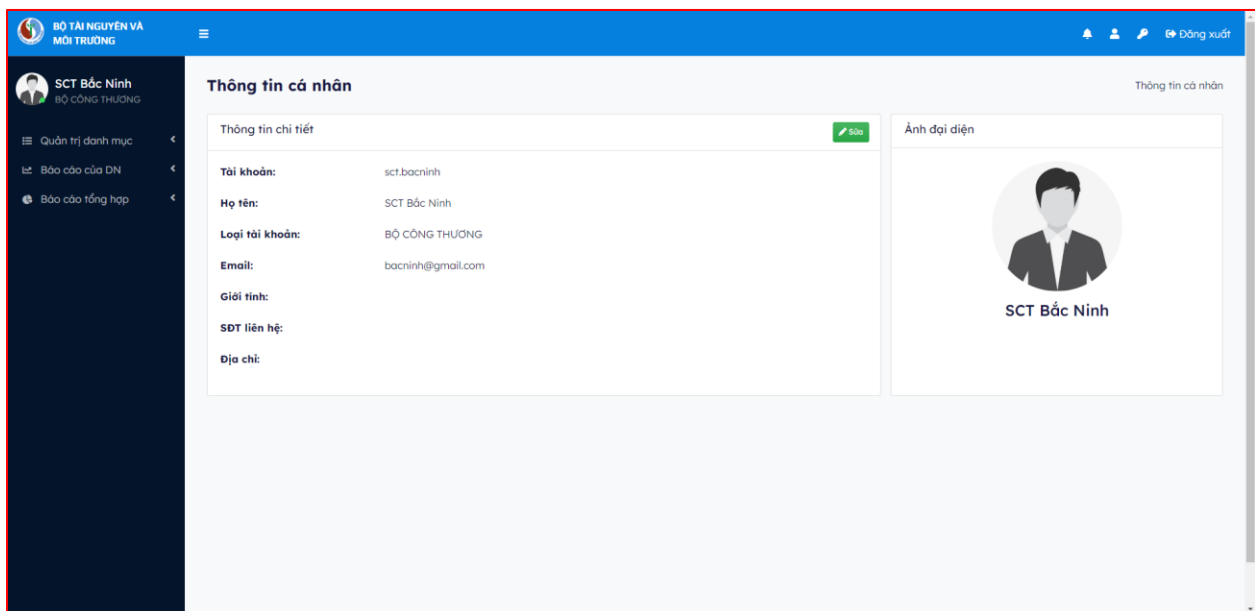 BỘ TÀI NGUYÊN VÀ
MÔI TRƯỜNG
Đăng xuất
SCT Bắc Ninh
BỘ CÔNG THƯƠNG
Quản trị danh mục
Báo cáo của DN
Báo cáo tổng hợp
Thông tin cá nhân
Thông tin cá nhân
Thông tin chi tiết
Sửa
Tài khoản: sct.bacninh
Họ tên: SCT Bắc Ninh
Loại tài khoản: BỘ CÔNG THƯƠNG
Email: bacninh@gmail.com
Giới tính:
SĐT liên hệ:
Địa chỉ:
Ảnh đại diện
SCT Bắc Ninh